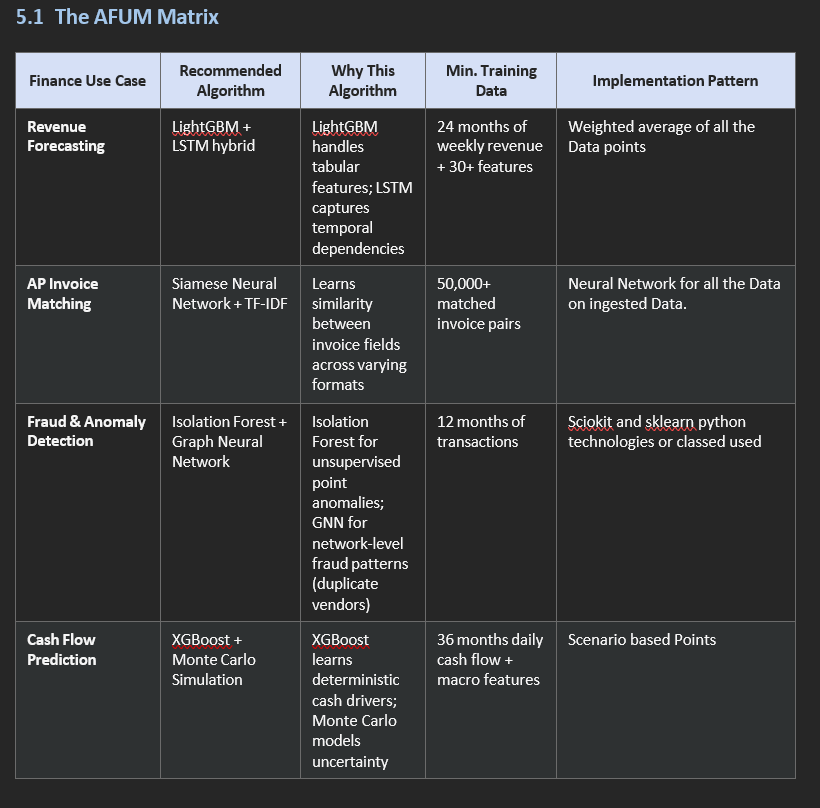 5.1 The AFUM Matrix
Finance Use Case
Recommended
Algorithm
Why This
Algorithm
Min. Training
Data
Implementation Pattern
Revenue
Forecasting
LightGBM +
LSTM hybrid
LightGBM
handles
tabular
features; LSTM
captures
temporal
dependencies
24 months of
weekly revenue
+ 30+ features
Weighted average of all the
Data points
AP Invoice
Matching
Siamese Neural
Network + TF-IDF
Learns
similarity
between
invoice fields
across varying
formats
50,000+
matched
invoice pairs
Neural Network for all the Data
on ingested Data.
Fraud & Anomaly
Detection
Isolation Forest +
Graph Neural
Network
Isolation
Forest for
unsupervised
point
anomalies;
GNN for
network-level
fraud patterns
(duplicate
vendors)
12 months of
transactions
Sciokit and sklearn python
technologies or classed used
Cash Flow
Prediction
XGBoost +
Monte Carlo
Simulation
XGBoost
learns
deterministic
cash drivers;
Monte Carlo
models
uncertainty
36 months daily
cash flow +
macro features
Scenario based Points